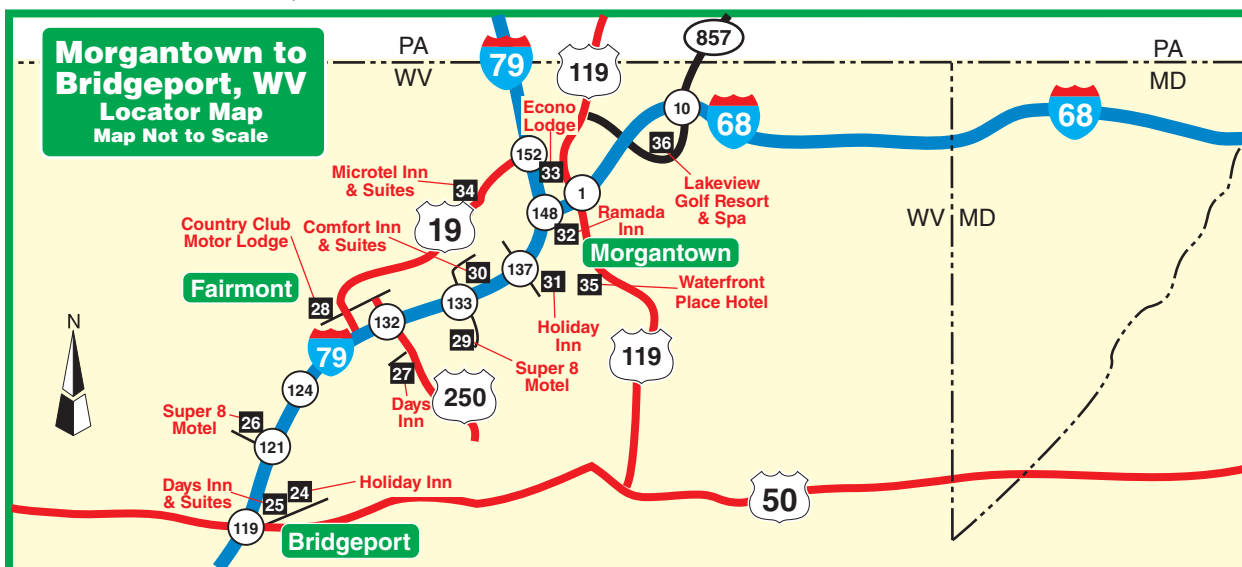 Morgantown to
Bridgeport, WV
Locator Map
Map Not to Scale
PA
WV
79
119
857
PA
MD
Econo
Lodge
10
68
68
152
33
36
Microtel Inn
& Suites
34
1
Lakeview
Golf Resort
& Spa
148
Ramada
Inn
32
WV
MD
19
Country Club
Motor Lodge
Comfort Inn
& Suites
Morgantown
30
137
31
35
Waterfront
Place Hotel
Fairmont
28
133
132
Holiday
Inn
29
N
79
119
Super 8
Motel
27
124
250
Days
Inn
Super 8
Motel
26
121
Days Inn
& Suites
25
24
Holiday Inn
50
119
Bridgeport